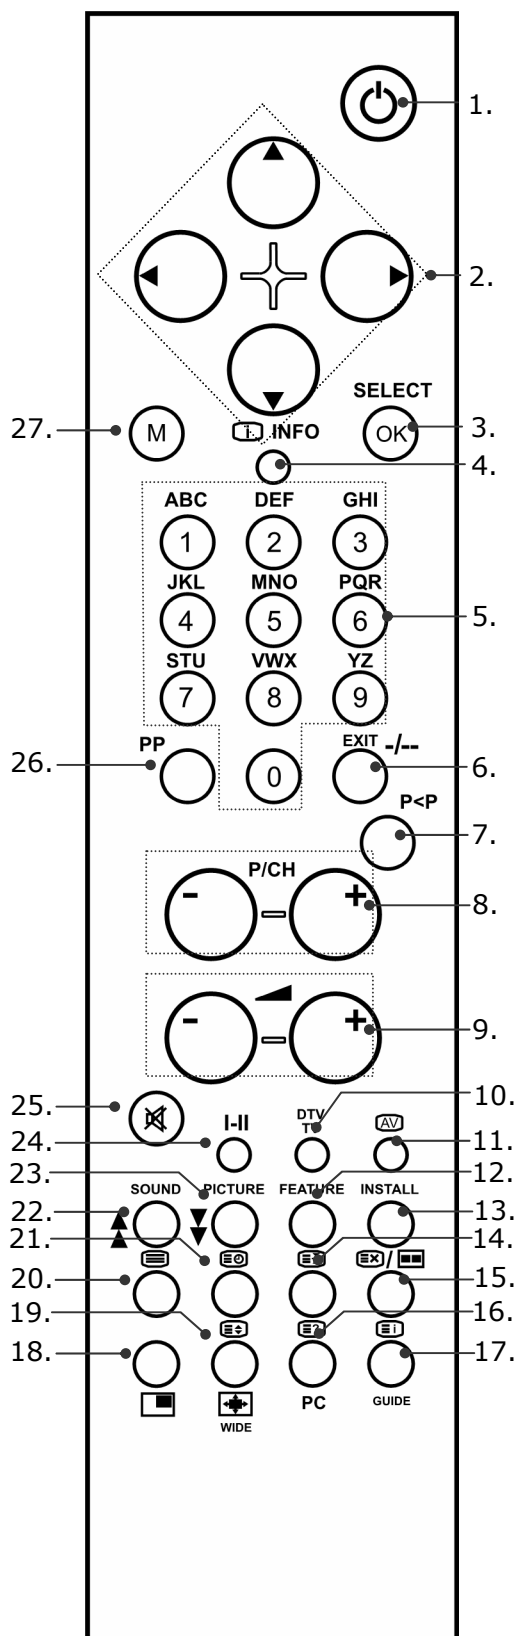 1.
2.
SELECT
27. M i INFO OK 3.
4.
ABC DEF GHI
1 2 3
JKL MNO PQR
4 5 6 5.
STU VWX YZ
7 8 9
PP EXIT -/--
26. 0 6.
P<P
7.
P/CH
- + 8.
- + 9.
25. 10.
24. I-II DTV AV 11.
TV
23. 12.
SOUND PICTURE FEATURE INSTALL
22. 13.
21. 14.
20. 15.
19. ? i 16.
18. 17.
PC GUIDE
WIDE